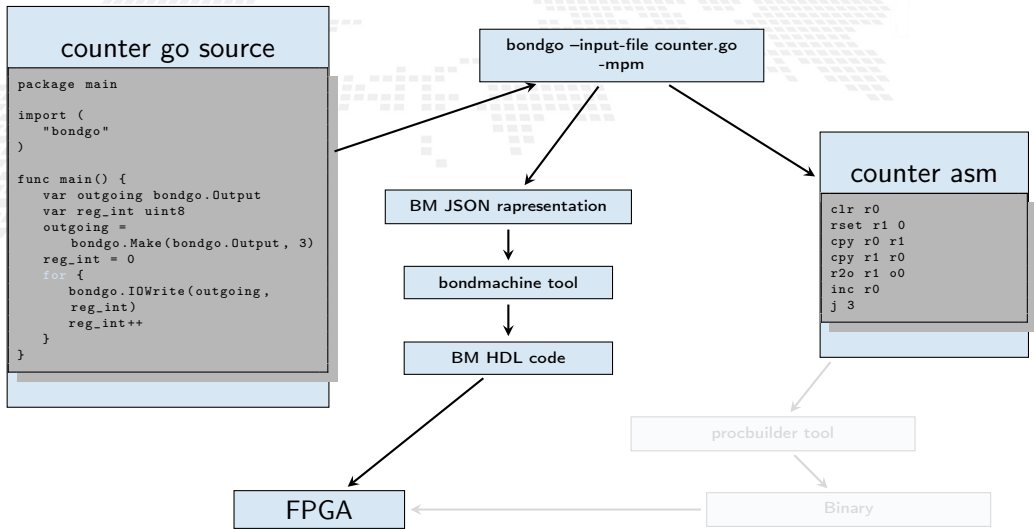 counter go source
package main
import (
"bondgo"
)
func main() {
var outgoing bondgo.Output
var reg_int uint8
outgoing =
bondgo.Make(bondgo.Output, 3)
reg_int = 0
for {
bondgo.IOWrite(outgoing,
reg_int)
reg_int++
}
}
bondgo –input-file counter.go
-mpm
BM JSON rapresentation
bondmachine tool
BM HDL code
FPGA
counter asm
clr r0
rset r1 0
cpy r0 r1
cpy r1 r0
r2o r1 o0
inc r0
j 3
procbuilder tool
Binary